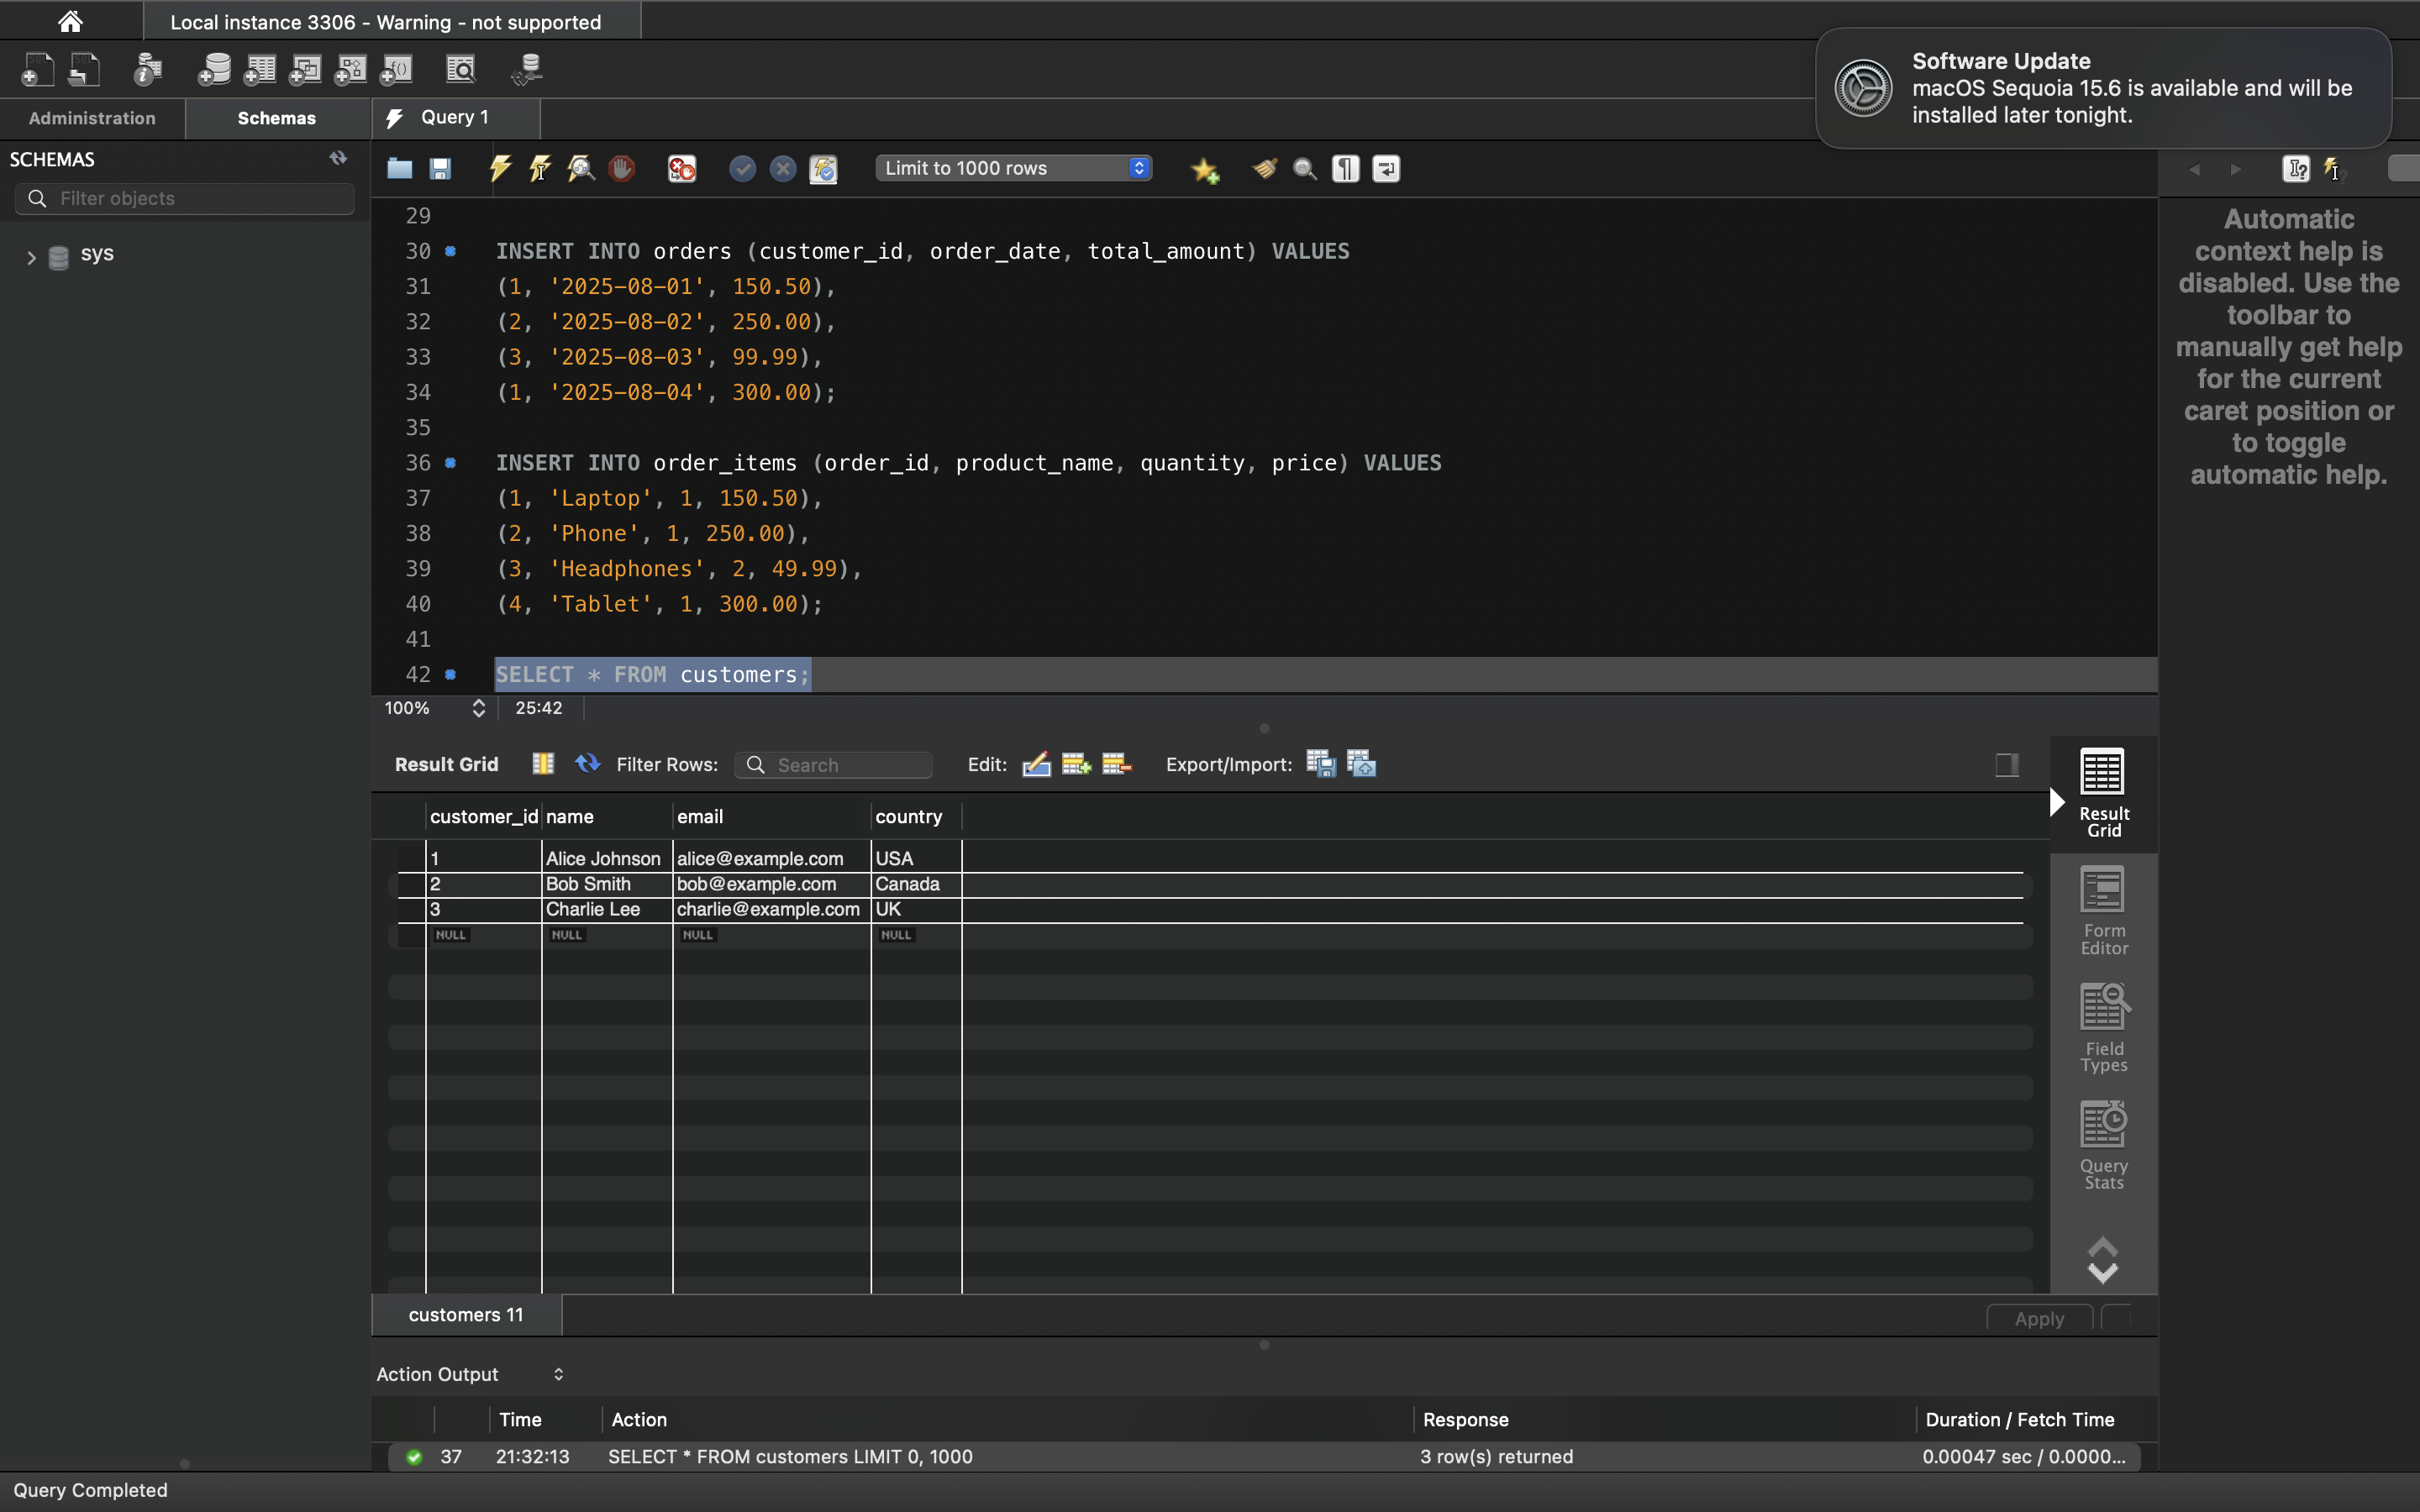 Local instance 3306 - Warning - not supported
Software Update
macOS Sequoia 15.6 is available and will be
installed later tonight.
Administration
Schemas
Query 1
SCHEMAS
Filter objects
sys
Limit to 1000 rows
29
30 INSERT INTO orders (customer_id, order_date, total_amount) VALUES
31 (1, '2025-08-01', 150.50),
32 (2, '2025-08-02', 250.00),
33 (3, '2025-08-03', 99.99),
34 (1, '2025-08-04', 300.00);
35
36 INSERT INTO order_items (order_id, product_name, quantity, price) VALUES
37 (1, 'Laptop', 1, 150.50),
38 (2, 'Phone', 1, 250.00),
39 (3, 'Headphones', 2, 49.99),
40 (4, 'Tablet', 1, 300.00);
41
42 SELECT * FROM customers;
100% 25:42
Automatic
context help is
disabled. Use the
toolbar to
manually get help
for the current
caret position or
to toggle
automatic help.
Result Grid Filter Rows: Search Edit: Export/Import:
customer_id name email country
1 Alice Johnson alice@example.com USA
2 Bob Smith bob@example.com Canada
3 Charlie Lee charlie@example.com UK
NULL NULL NULL NULL
Result
Grid
Form
Editor
Field
Types
Query
Stats
customers 11
Apply
Action Output
Time Action Response Duration / Fetch Time
37 21:32:13 SELECT * FROM customers LIMIT 0, 1000 3 row(s) returned 0.00047 sec / 0.0000...
Query Completed